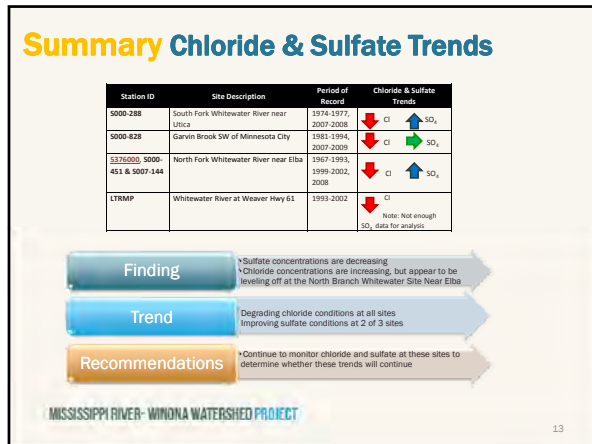 Summary Chloride & Sulfate Trends
Station ID Site Description Period of Record Chloride & Sulfate Trends
S000-288 South Fork Whitewater River near Utica 1974-1977, 2007-2008 Cl SO4
S000-828 Garvin Brook SW of Minnesota City 1981-1994, 2007-2009 Cl SO4
S376000, S000-451 & S007-144 North Fork Whitewater River near Elba 1967-1993, 1999-2002, 2008 Cl SO4
LTRMP Whitewater River at Weaver Hwy 61 1993-2002 Cl Note: Not enough SO4 data for analysis
Finding
•Sulfate concentrations are decreasing
•Chloride concentrations are increasing, but appear to be
leveling off at the North Branch Whitewater Site Near Elba
Trend
Degrading chloride conditions at all sites
Improving sulfate conditions at 2 of 3 sites
Recommendations
•Continue to monitor chloride and sulfate at these sites to
determine whether these trends will continue
MISSISSIPPI RIVER- WINONA WATERSHED PROJECT
13